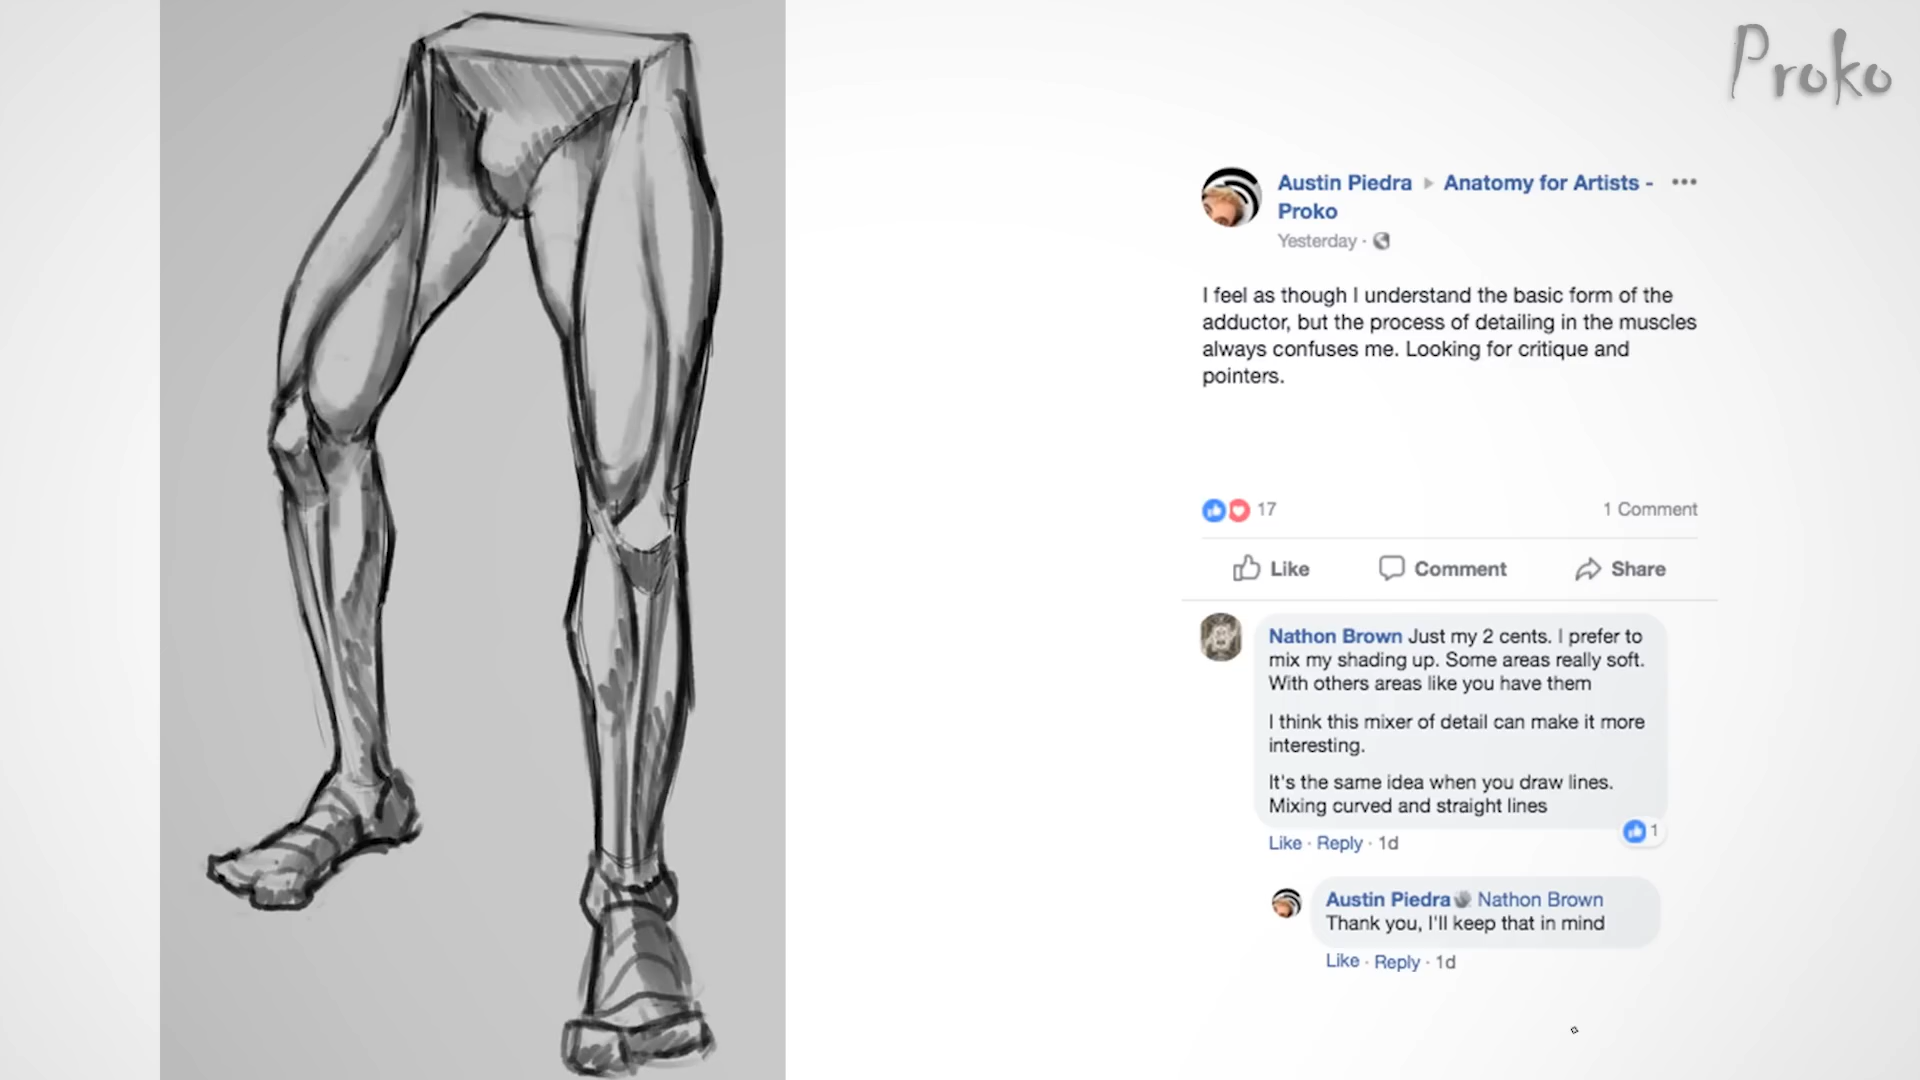 Proko
Austin Piedra Anatomy for Artists -
Proko
Yesterday ·
I feel as though I understand the basic form of the
adductor, but the process of detailing in the muscles
always confuses me. Looking for critique and
pointers.
17 1 Comment
Like Comment Share
Nathon Brown Just my 2 cents. I prefer to
mix my shading up. Some areas really soft.
With others areas like you have them
I think this mixer of detail can make it more
interesting.
It's the same idea when you draw lines.
Mixing curved and straight lines
1
Like · Reply · 1d
Austin Piedra Nathon Brown
Thank you, I'll keep that in mind
Like · Reply · 1d